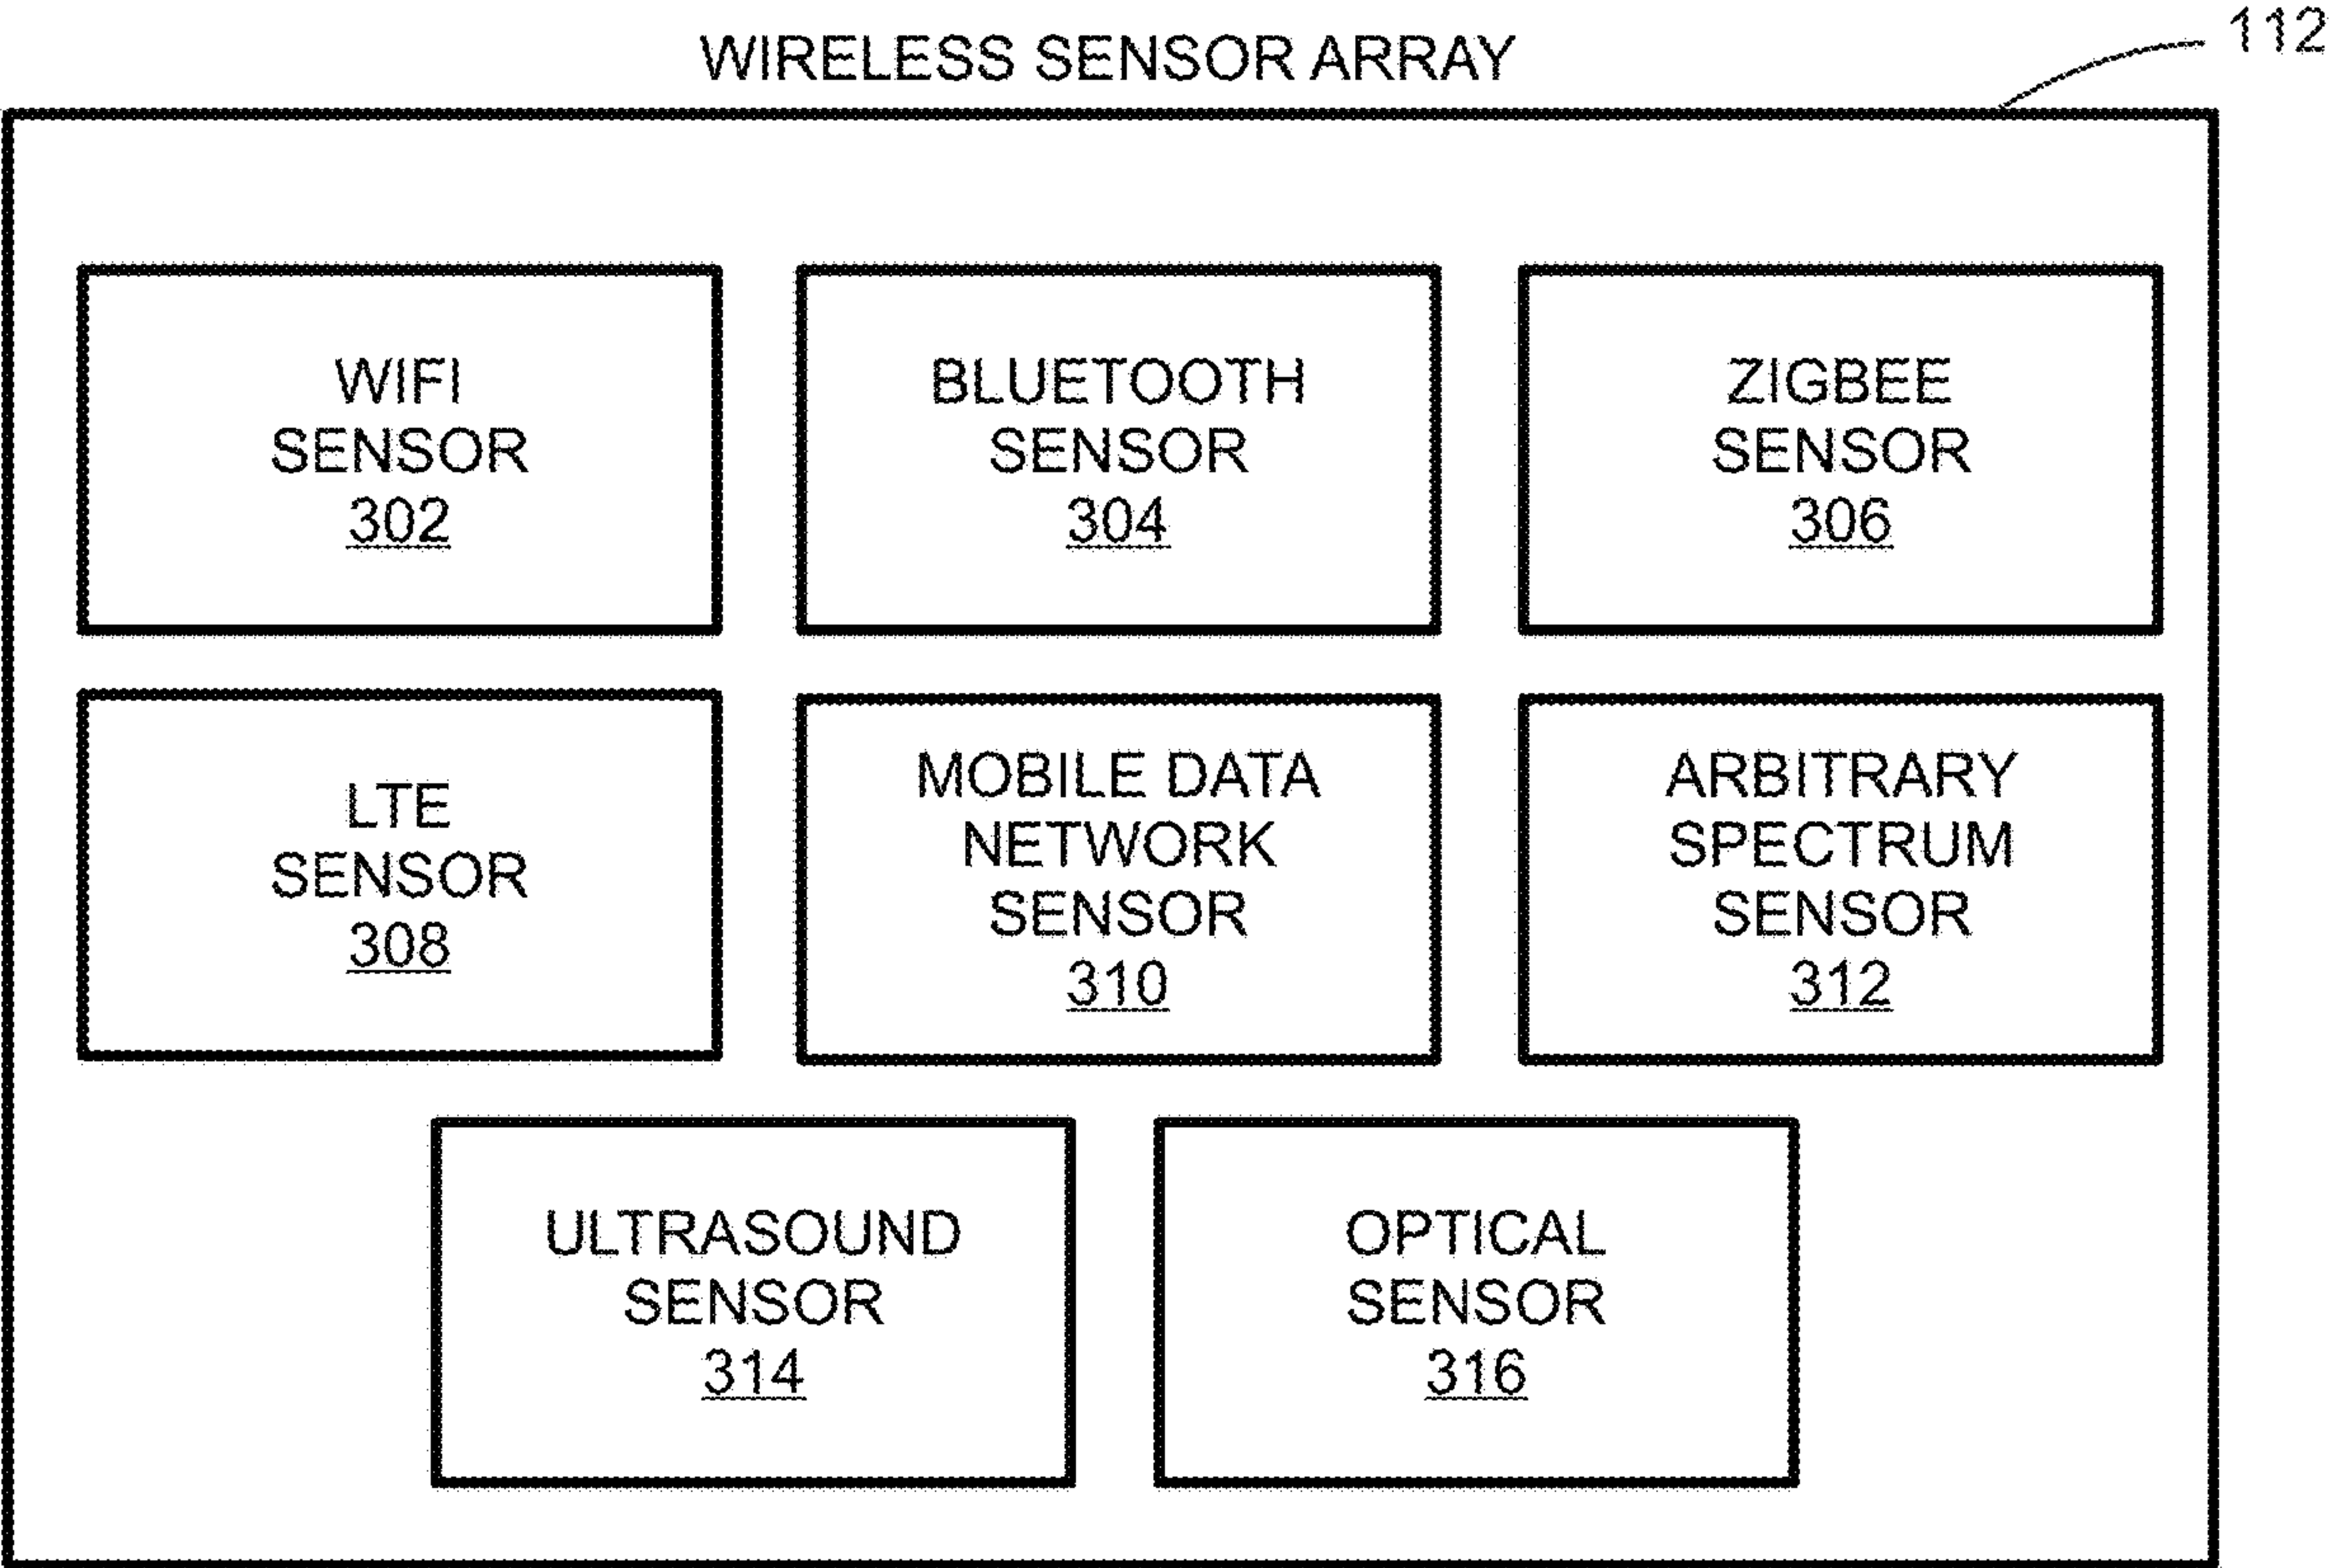 WIRELESS SENSOR ARRAY
112
WIFI
SENSOR
302
BLUETOOTH
SENSOR
304
ZIGBEE
SENSOR
306
LTE
SENSOR
308
MOBILE DATA
NETWORK
SENSOR
310
ARBITRARY
SPECTRUM
SENSOR
312
ULTRASOUND
SENSOR
314
OPTICAL
SENSOR
316